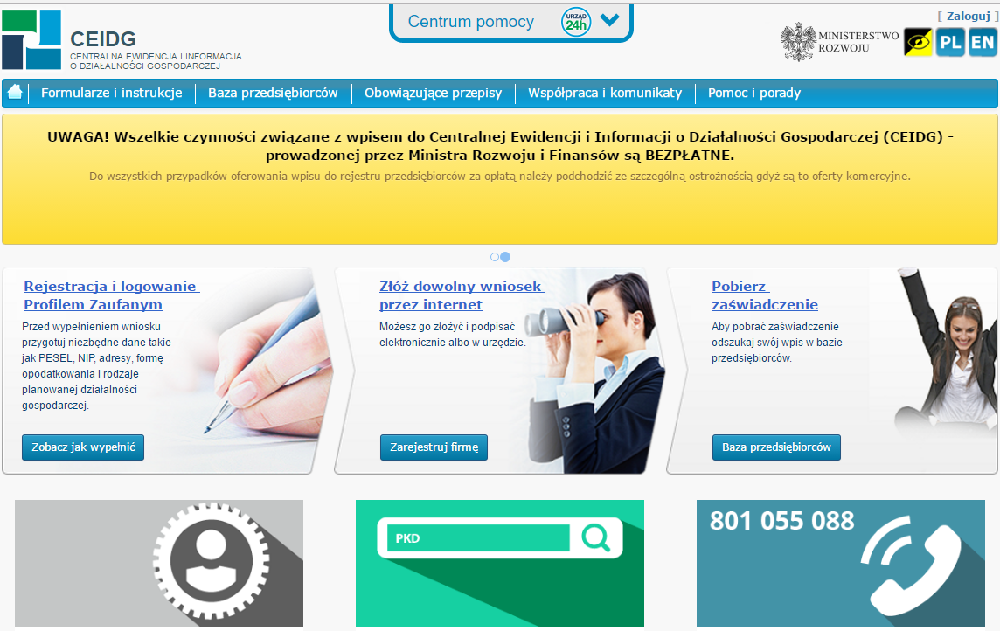 CEIDG
CENTRALNA EWIDENCJA I INFORMACJA
O DZIAŁALNOŚCI GOSPODARCZEJ
Centrum pomocy
URZĄD
24h
[ Zaloguj ]
MINISTERSTWO
ROZWOJU
PL
EN
Formularze i instrukcje
Baza przedsiębiorców
Obowiązujące przepisy
Współpraca i komunikaty
Pomoc i porady
UWAGA! Wszelkie czynności związane z wpisem do Centralnej Ewidencji i Informacji o Działalności Gospodarczej (CEIDG) -
prowadzonej przez Ministra Rozwoju i Finansów są BEZPŁATNE.
Do wszystkich przypadków oferowania wpisu do rejestru przedsiębiorców za opłatą należy podchodzić ze szczególną ostrożnością gdyż są to oferty komercyjne.
Rejestracja i logowanie
Profilem Zaufanym
Przed wypełnieniem wniosku
przygotuj niezbędne dane takie
jak PESEL, NIP, adresy, formę
opodatkowania i rodzaje
planowanej działalności
gospodarczej.
Zobacz jak wypełnić
Złóż dowolny wniosek
przez internet
Możesz go złożyć i podpisać
elektronicznie albo w urzędzie.
Zarejestruj firmę
Pobierz
zaświadczenie
Aby pobrać zaświadczenie
odszukaj swój wpis w bazie
przedsiębiorców.
Baza przedsiębiorców
PKD
801 055 088